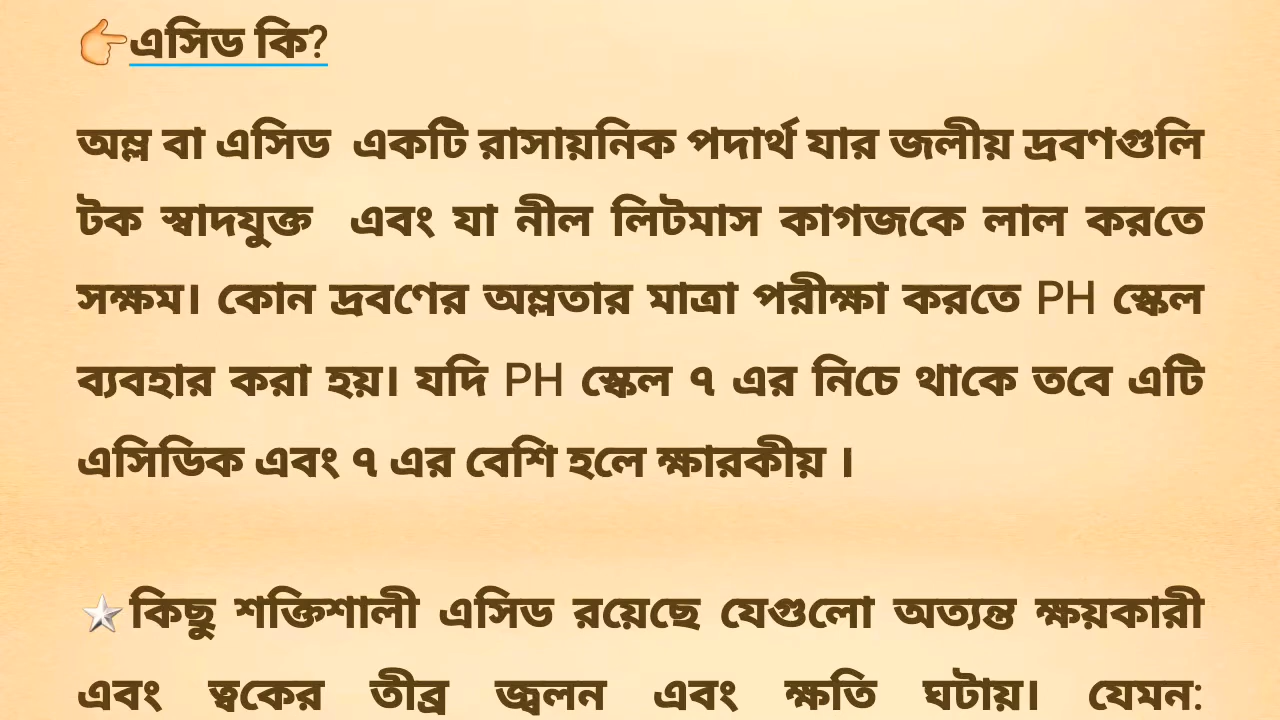 👉এসিড কি?
অম্ল বা এসিড একটি রাসায়নিক পদার্থ যার জলীয় দ্রবণগুলি
টক স্বাদযুক্ত এবং যা নীল লিটমাস কাগজকে লাল করতে
সক্ষম। কোন দ্রবণের অম্লতার মাত্রা পরীক্ষা করতে PH স্কেল
ব্যবহার করা হয়। যদি PH স্কেল ৭ এর নিচে থাকে তবে এটি
এসিডিক এবং ৭ এর বেশি হলে ক্ষারকীয় ।
⭐কিছু শক্তিশালী এসিড রয়েছে যেগুলো অত্যন্ত ক্ষয়কারী
এবং ত্বকের তীব্র জ্বলন এবং ক্ষতি ঘটায়। যেমন: